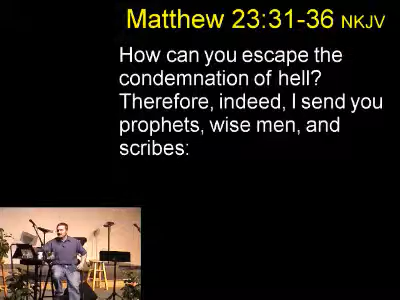 Matthew 23:31-36 NKJV
How can you escape the
condemnation of hell?
Therefore, indeed, I send you
prophets, wise men, and
scribes: